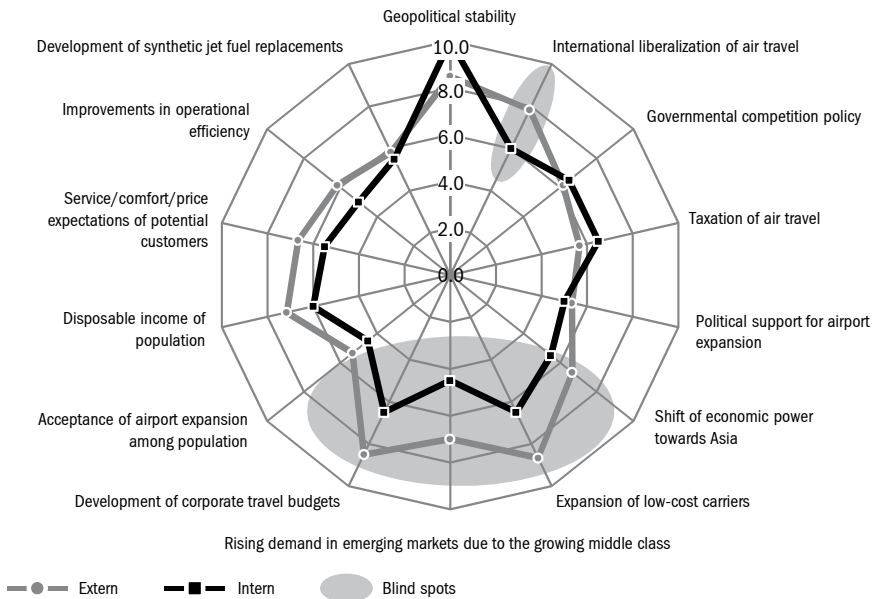 Geopolitical stability
Development of synthetic jet fuel replacements
International liberalization of air travel
10.0
8.0
6.0
4.0
2.0
0.0
Improvements in operational
efficiency
Governmental competition policy
Service/comfort/price
expectations of potential
customers
Taxation of air travel
Disposable income of
population
Political support for airport
expansion
Acceptance of airport expansion
among population
Shift of economic power
towards Asia
Development of corporate travel budgets
Expansion of low-cost carriers
Rising demand in emerging markets due to the growing middle class
Extern
Intern
Blind spots